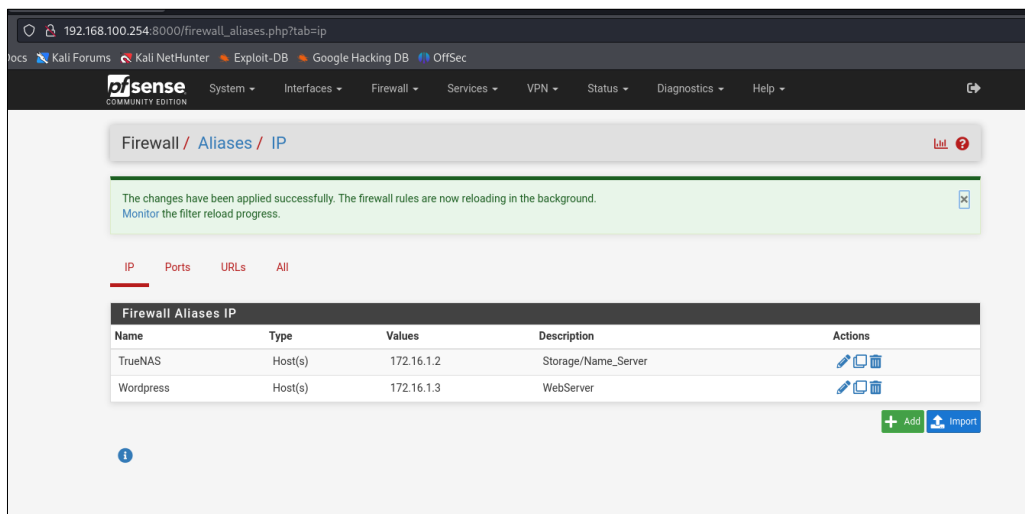 192.168.100.254:8000/firewall_aliases.php?tab=ip
Docs Kali Forums Kali NetHunter Exploit-DB Google Hacking DB OffSec
pfsense System Interfaces Firewall Services VPN Status Diagnostics Help
COMMUNITY EDITION
Firewall / Aliases / IP
The changes have been applied successfully. The firewall rules are now reloading in the background.
Monitor the filter reload progress.
IP Ports URLs All
Firewall Aliases IP
Name Type Values Description Actions
TrueNAS Host(s) 172.16.1.2 Storage/Name_Server
Wordpress Host(s) 172.16.1.3 WebServer
Add Import